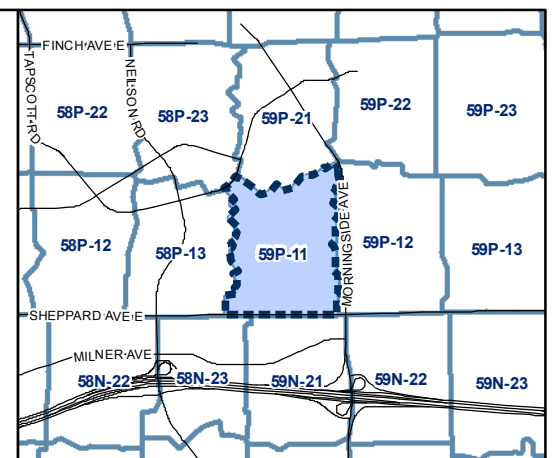 FINCH AVE E
TAPSCOTT RD
NEILSON RD
58P-22
58P-23
59P-21
59P-22
59P-23
58P-12
58P-13
59P-11
MORNINGSIDE AVE
59P-12
59P-13
SHEPPARD AVE E
MILNER AVE
58N-22
58N-23
59N-21
59N-22
59N-23